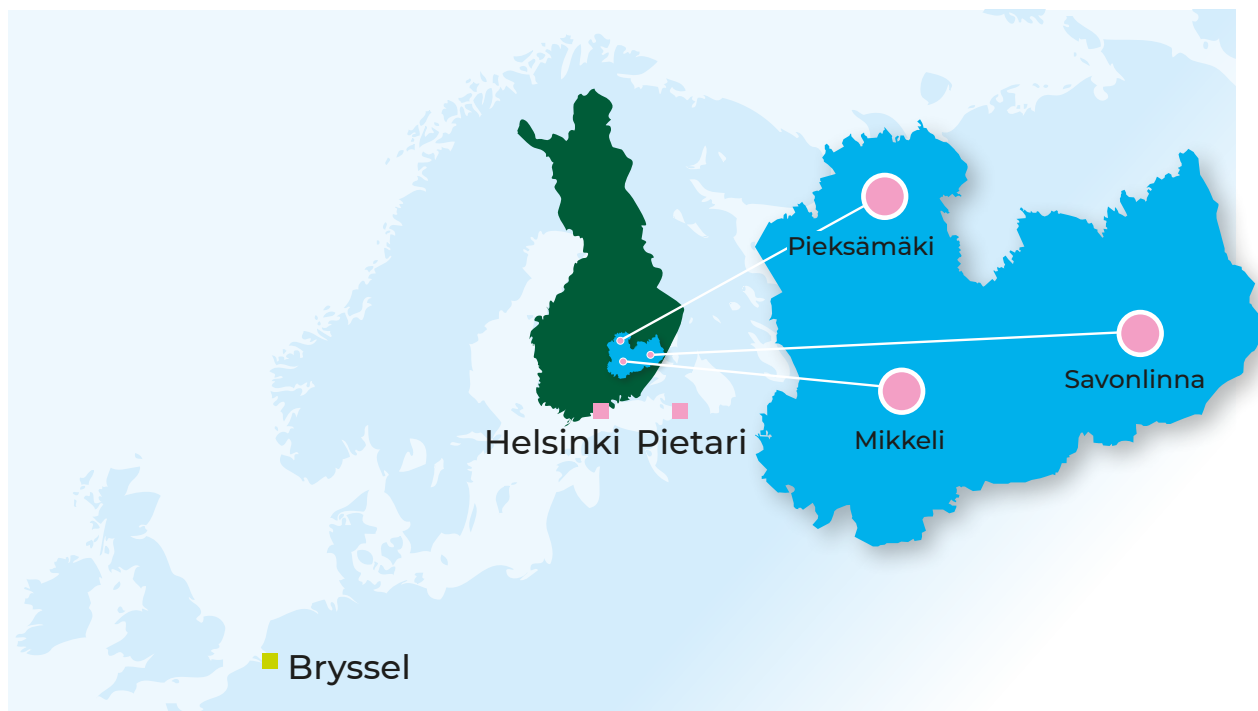 Pieksämäki
Savonlinna
Mikkeli
Helsinki
Pietari
Bryssel